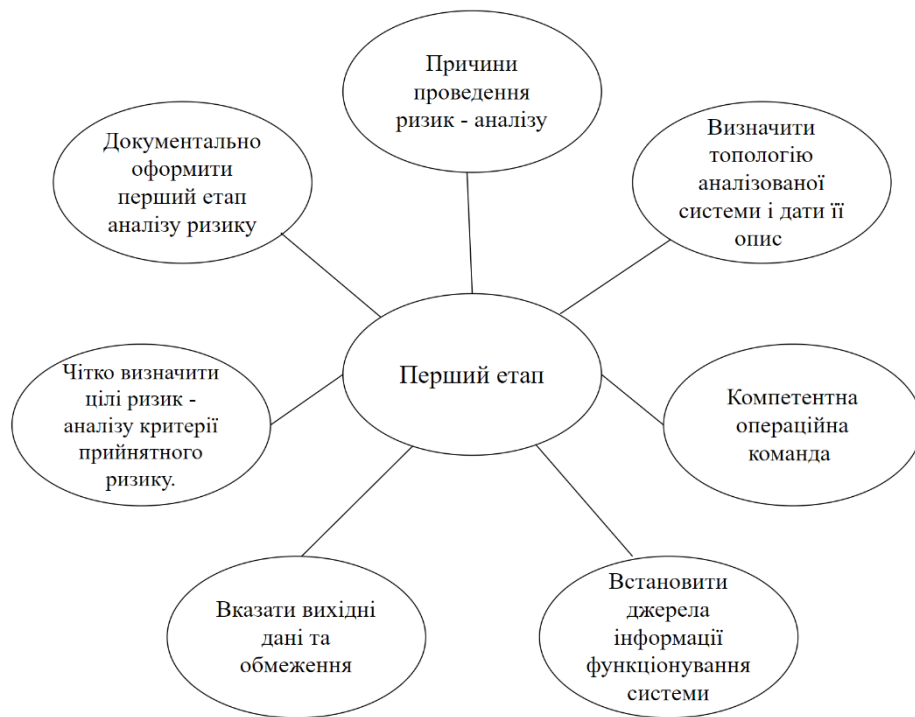 Причини
проведення
ризик - аналізу
Документально
оформити
перший етап
аналізу ризику
Визначити
топологію
аналізованої
системи і дати її
опис
Перший етап
Чітко визначити
цілі ризик -
аналізу критерії
прийнятного
ризику.
Компетентна
операційна
команда
Вказати вихідні
дані та
обмеження
Встановити
джерела
інформації
функціонування
системи